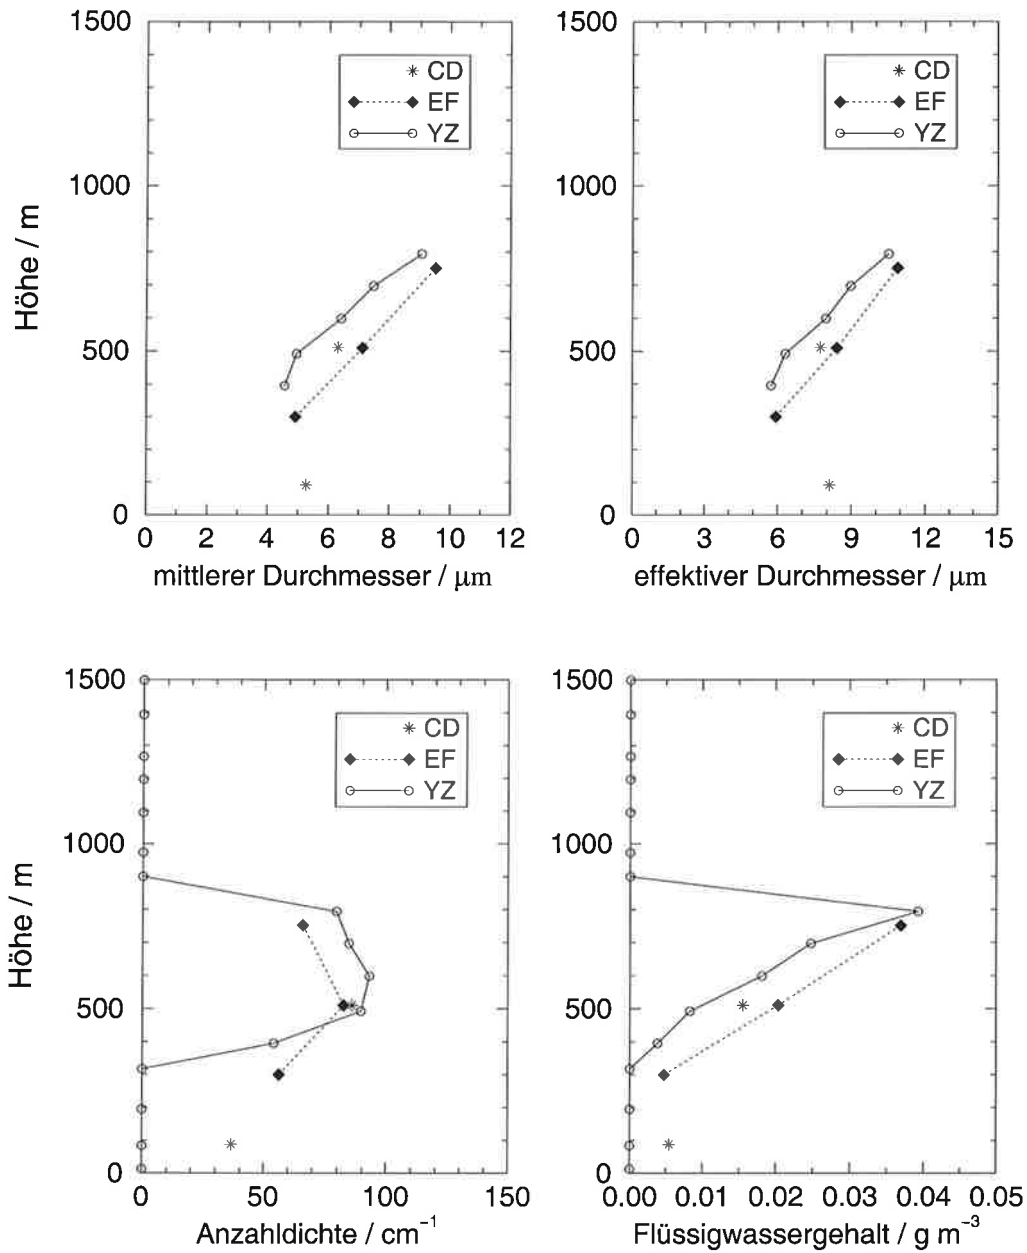 1500
1000
500
0
Höhe / m
CD
EF
YZ
0 2 4 6 8 10 12
mittlerer Durchmesser / µm
1500
1000
500
0
CD
EF
YZ
0 3 6 9 12 15
effektiver Durchmesser / µm
1500
1000
500
0
Höhe / m
CD
EF
YZ
0 50 100 150
Anzahldichte / cm⁻¹
1500
1000
500
0
CD
EF
YZ
0.00 0.01 0.02 0.03 0.04 0.05
Flüssigwassergehalt / g m⁻³